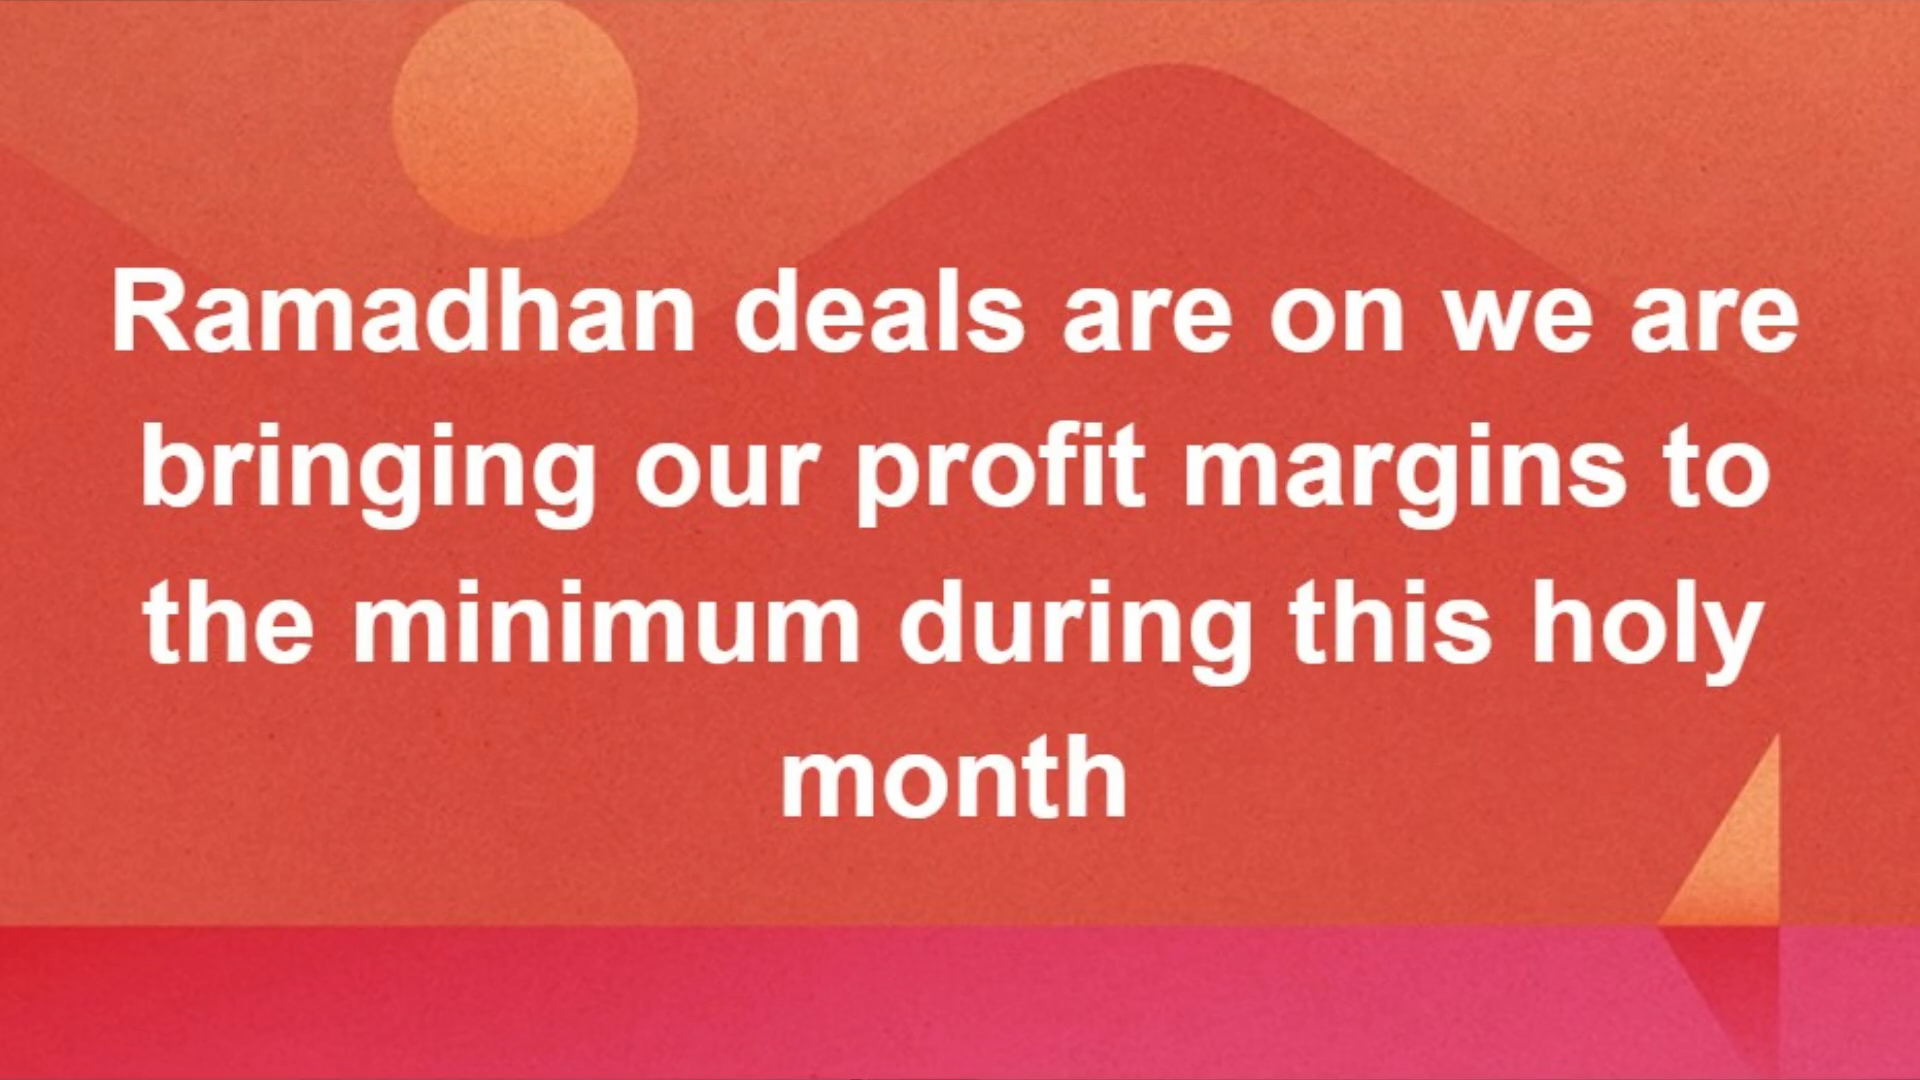 Ramadhan deals are on we are
bringing our profit margins to
the minimum during this holy
month